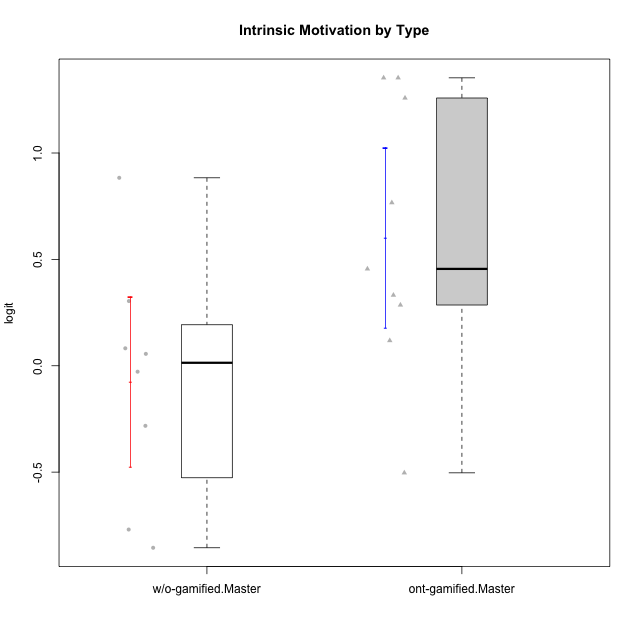 Intrinsic Motivation by Type
logit
1.0
0.5
0.0
-0.5
w/o-gamified.Master
ont-gamified.Master